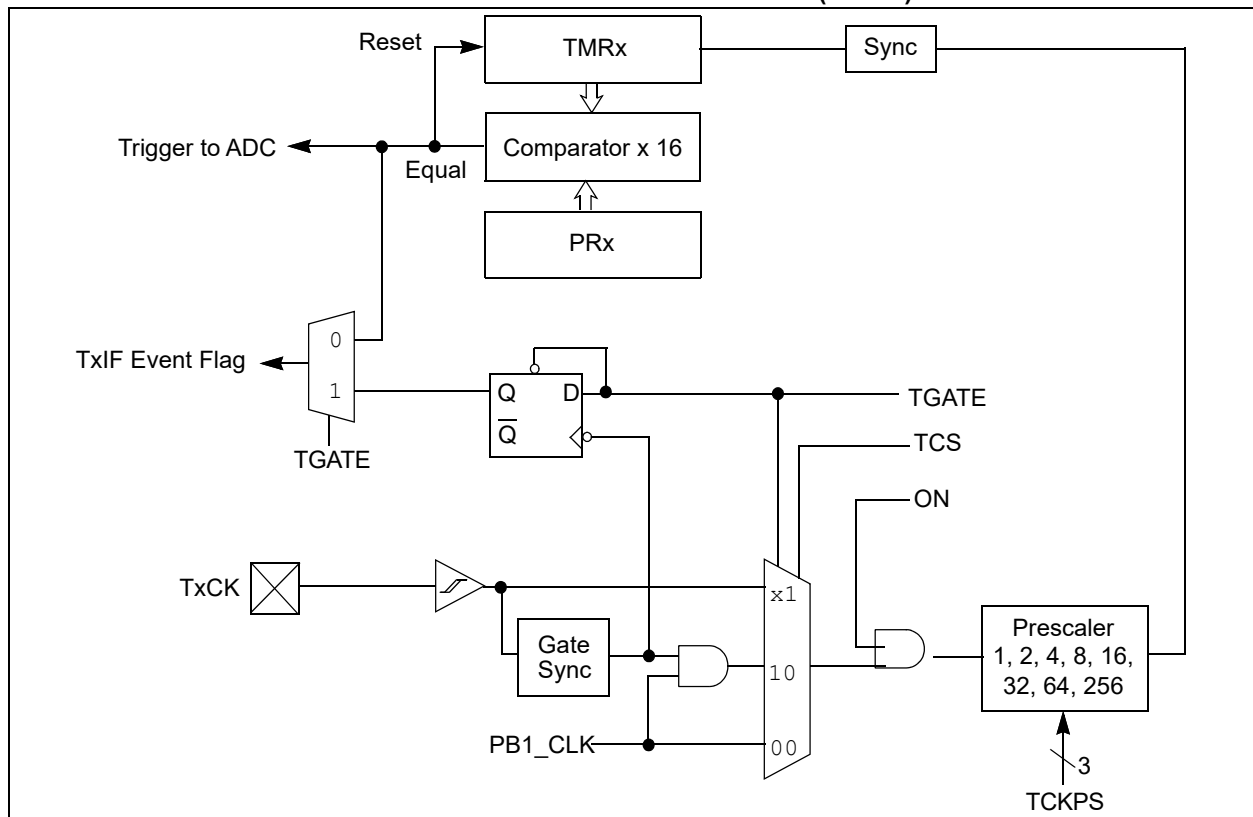 Reset
TMRx
Sync
Trigger to ADC
Equal
Comparator x 16
PRx
TxIF Event Flag
0
1
TGATE
Q
D
Q
TGATE
TCS
ON
TxCK
x1
10
00
Gate
Sync
PB1_CLK
Prescaler
1, 2, 4, 8, 16,
32, 64, 256
3
TCKPS